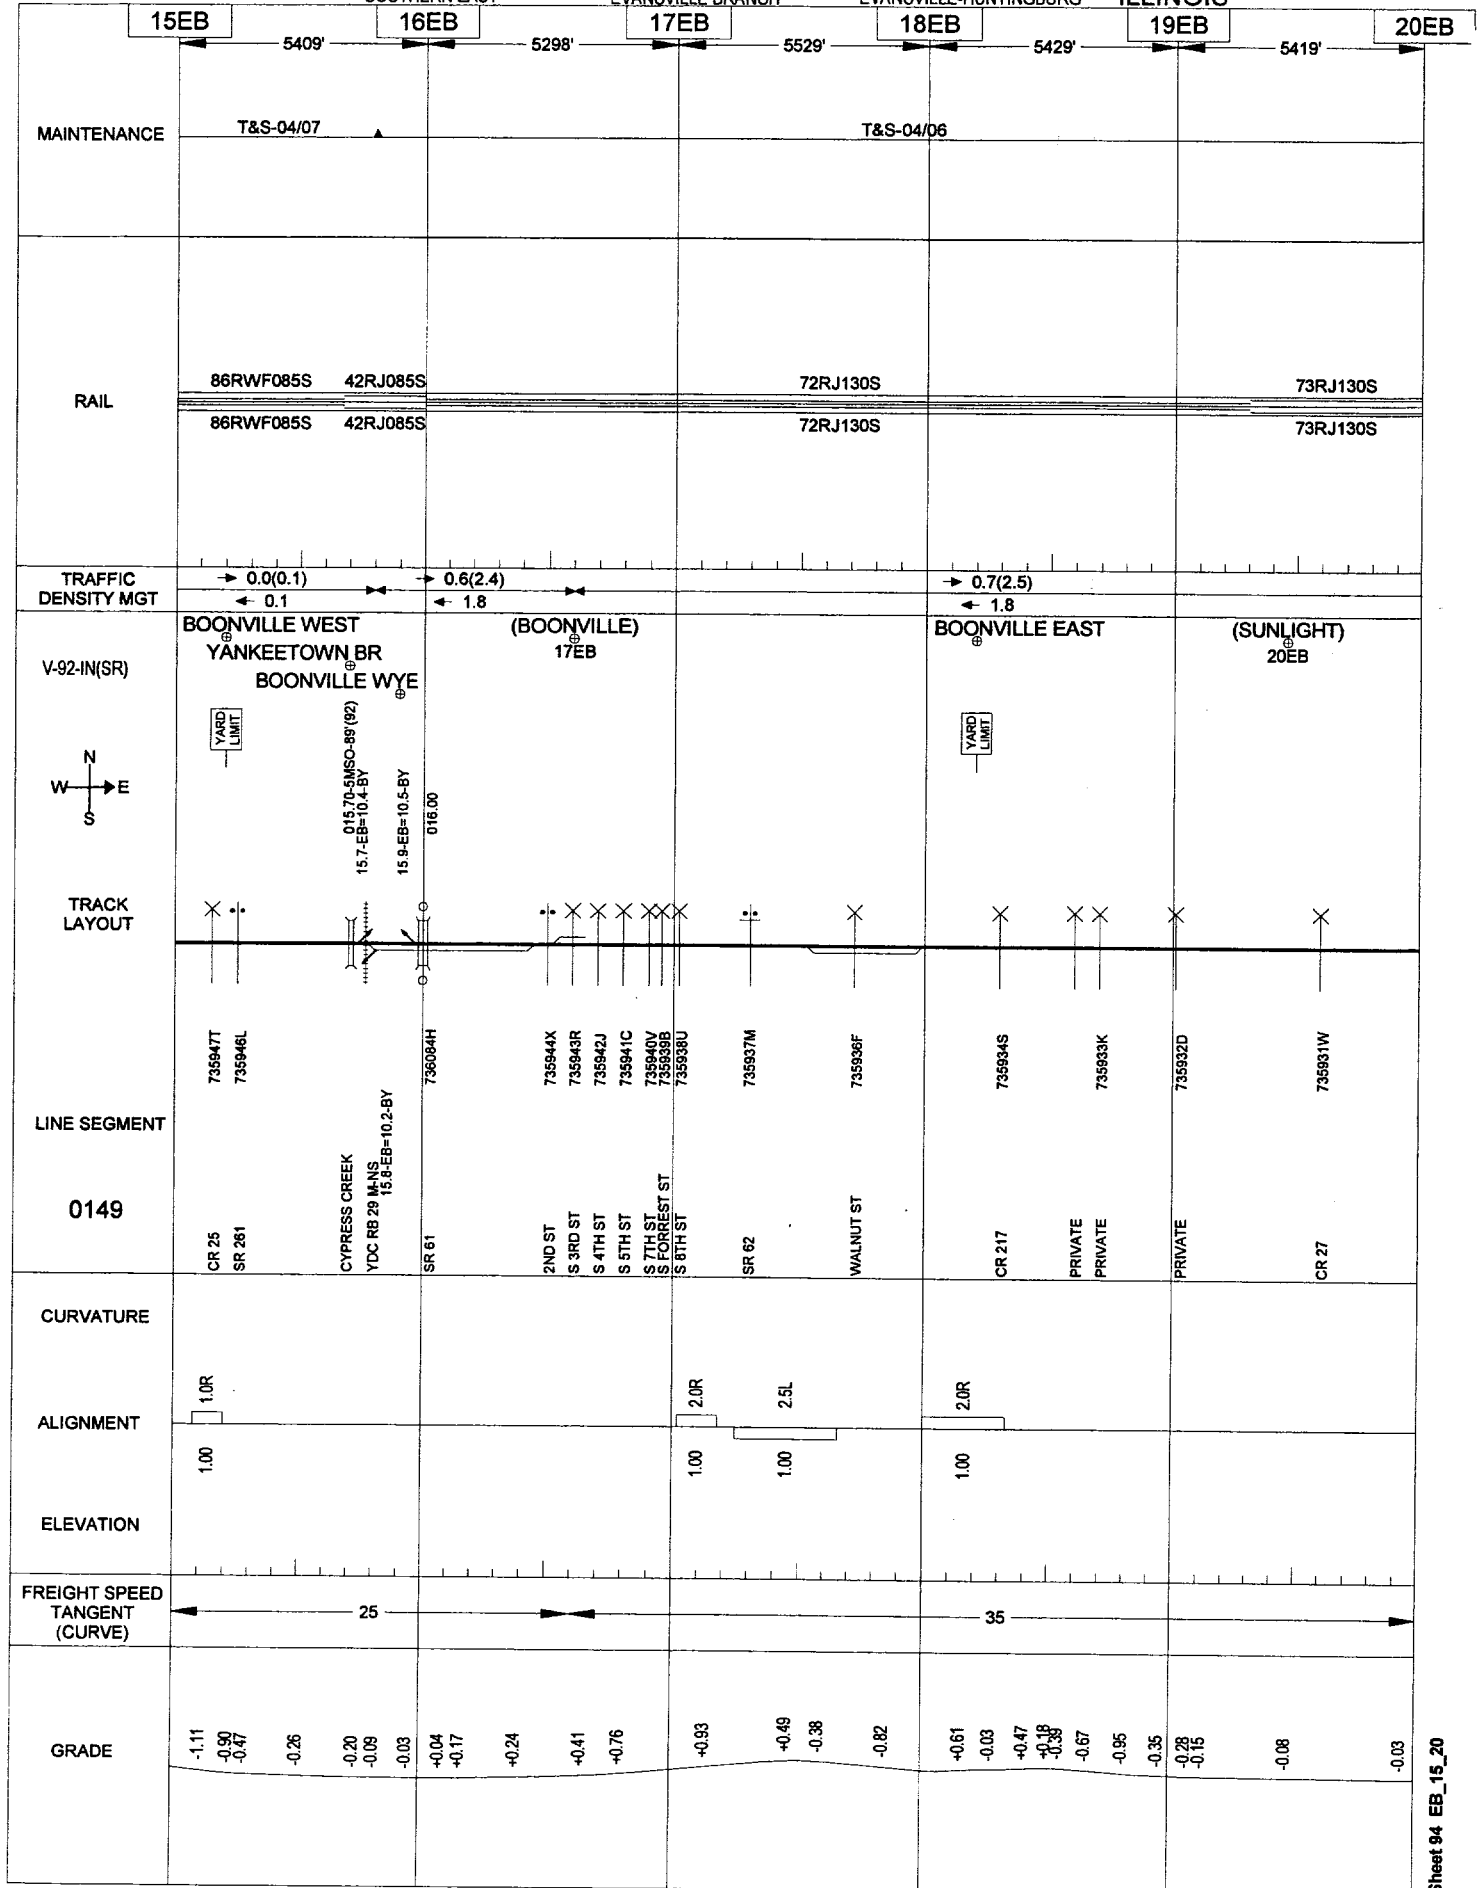 ILLINOIS
15EB 16EB 17EB 18EB 19EB 20EB
5409' 5298' 5529' 5429' 5419'
MAINTENANCE
T&S-04/07
T&S-04/06
RAIL
86RWF085S 42RJ085S 72RJ130S 73RJ130S
86RWF085S 42RJ085S 72RJ130S 73RJ130S
TRAFFIC
DENSITY MGT
→ 0.0(0.1) → 0.6(2.4) → 0.7(2.5)
← 0.1 ← 1.8 ← 1.8
V-92-IN(SR)
BOONVILLE WEST
YANKEETOWN BR
BOONVILLE WYE
(BOONVILLE)
17EB
BOONVILLE EAST
(SUNLIGHT)
20EB
YARD
LIMIT
YARD
LIMIT
N
W E
S
015.70-5MSO-89'(92)
15.7-EB=10.4-BY
15.9-EB=10.5-BY
016.00
TRACK
LAYOUT
735947T
735946L
736084H
735944X
735943R
735942J
735941C
735940V
735939B
735938U
735937M
735936F
735934S
735933K
735932D
735931W
LINE SEGMENT
0149
CR 25
SR 261
CYPRESS CREEK
YDC RB 29 M-NS
15.8-EB=10.2-BY
SR 61
2ND ST
S 3RD ST
S 4TH ST
S 5TH ST
S 7TH ST
S FORREST ST
S 8TH ST
SR 62
WALNUT ST
CR 217
PRIVATE
PRIVATE
PRIVATE
CR 27
CURVATURE
ALIGNMENT
1.0R 2.0R 2.5L 2.0R
1.00 1.00 1.00 1.00
ELEVATION
FREIGHT SPEED
TANGENT
(CURVE)
25 35
GRADE
-1.11
-0.90
-0.47
-0.26
-0.20
-0.09
-0.03
+0.04
+0.17
+0.24
+0.41
+0.76
+0.93
+0.49
-0.38
-0.82
+0.61
-0.03
+0.47
+0.18
-0.39
-0.67
-0.95
-0.35
-0.28
-0.15
-0.08
-0.03
Sheet 94 EB_15_20